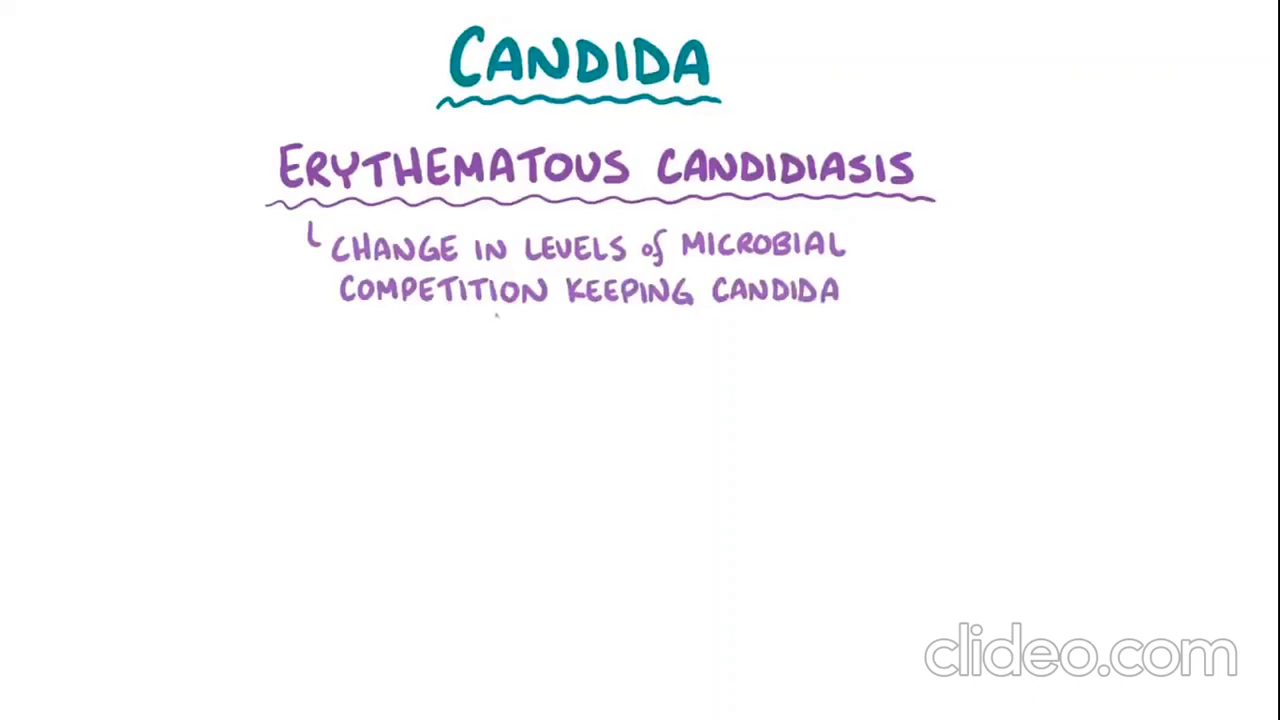 CANDIDA
ERYTHEMATOUS CANDIDIASIS
CHANGE IN LEVELS of MICROBIAL
COMPETITION KEEPING CANDIDA
clideo.com